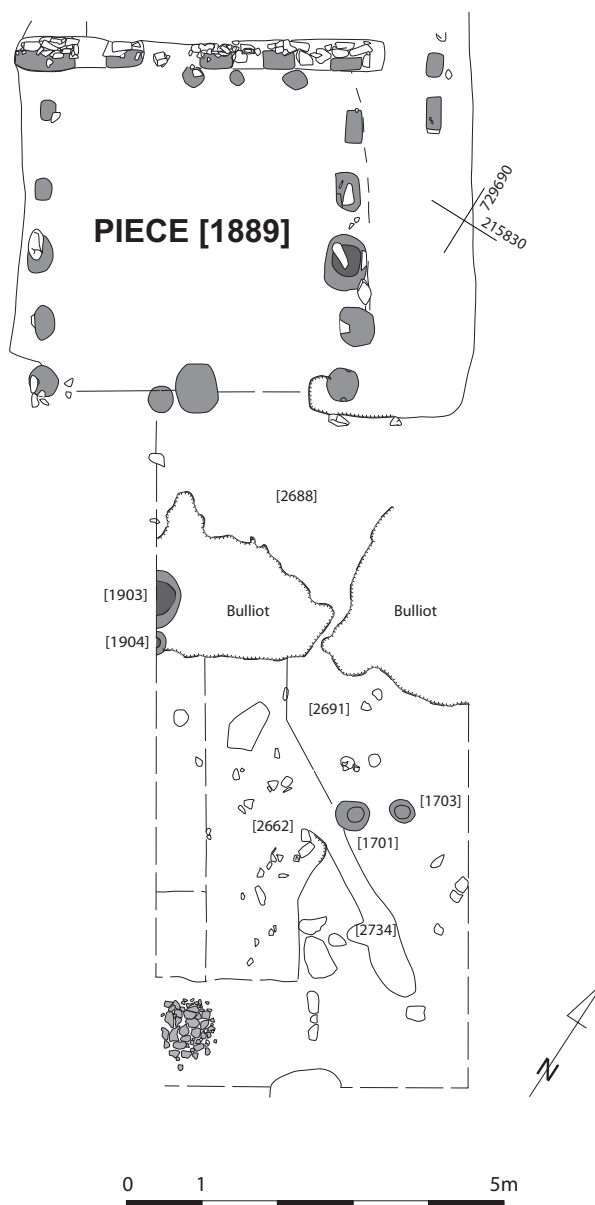 PIECE [1889]
729690
215830
[2688]
[1903]
Bulliot
Bulliot
[1904]
[2691]
[1703]
[2662]
[1701]
[2734]
N
0 1 5m